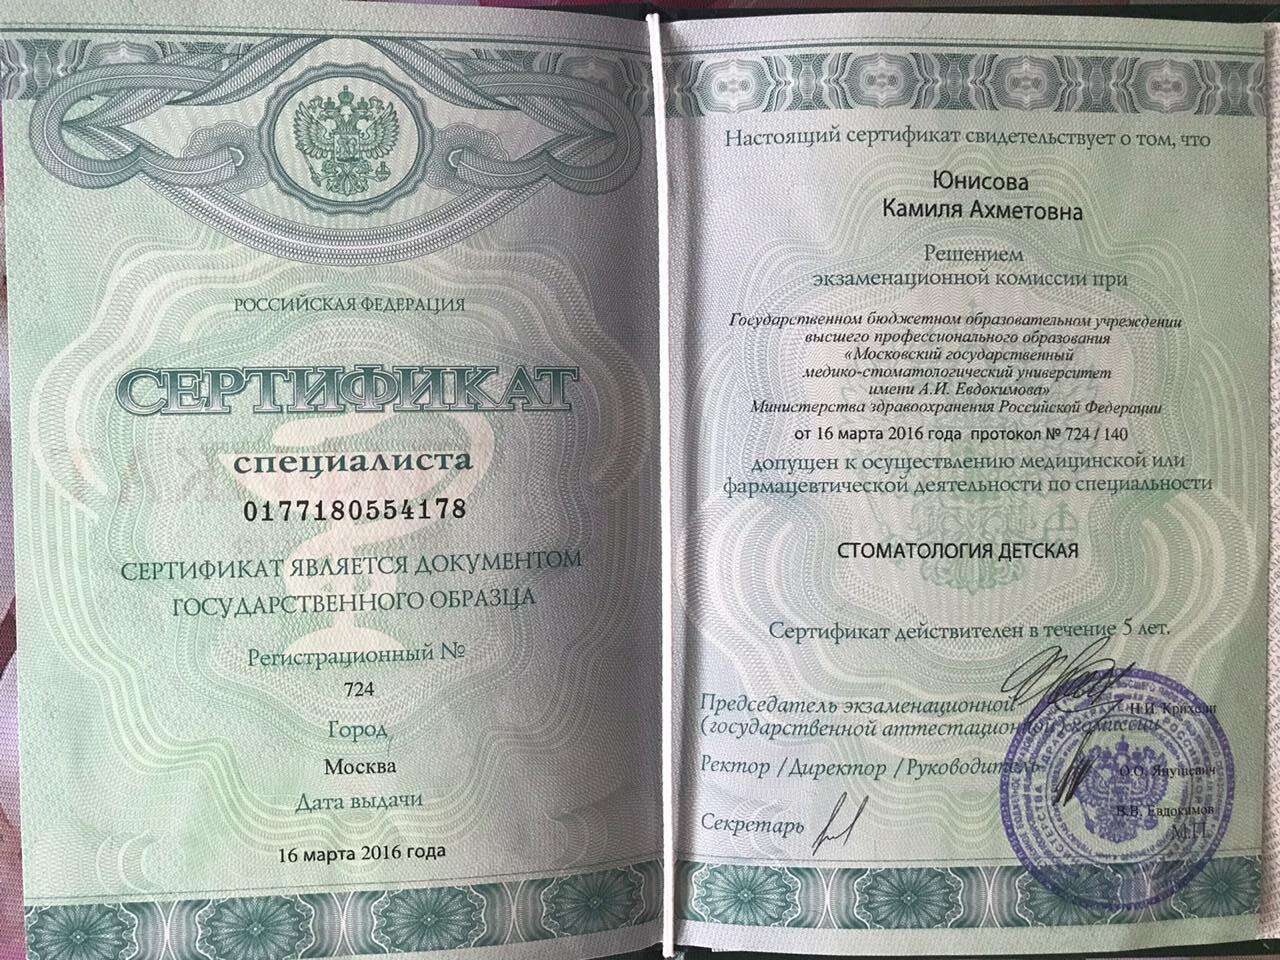 РОССИЙСКАЯ ФЕДЕРАЦИЯ
СЕРТИФИКАТ
специалиста
0177180554178
СЕРТИФИКАТ ЯВЛЯЕТСЯ ДОКУМЕНТОМ
ГОСУДАРСТВЕННОГО ОБРАЗЦА
Регистрационный №
724
Город
Москва
Дата выдачи
16 марта 2016 года
Настоящий сертификат свидетельствует о том, что
Юнисова
Камиля Ахметовна
Решением
экзаменационной комиссии при
Государственном бюджетном образовательном учреждении
высшего профессионального образования
«Московский государственный
медико-стоматологический университет
имени А.И. Евдокимова»
Министерства здравоохранения Российской Федерации
от 16 марта 2016 года протокол № 724 / 140
допущен к осуществлению медицинской или
фармацевтической деятельности по специальности
СТОМАТОЛОГИЯ ДЕТСКАЯ
Сертификат действителен в течение 5 лет.
Председатель экзаменационной Н.И. Крихели
(государственной аттестационной) комиссии
Ректор /Директор /Руководитель О.О. Янушевич
В.В. Евдокимов
Секретарь М.П.